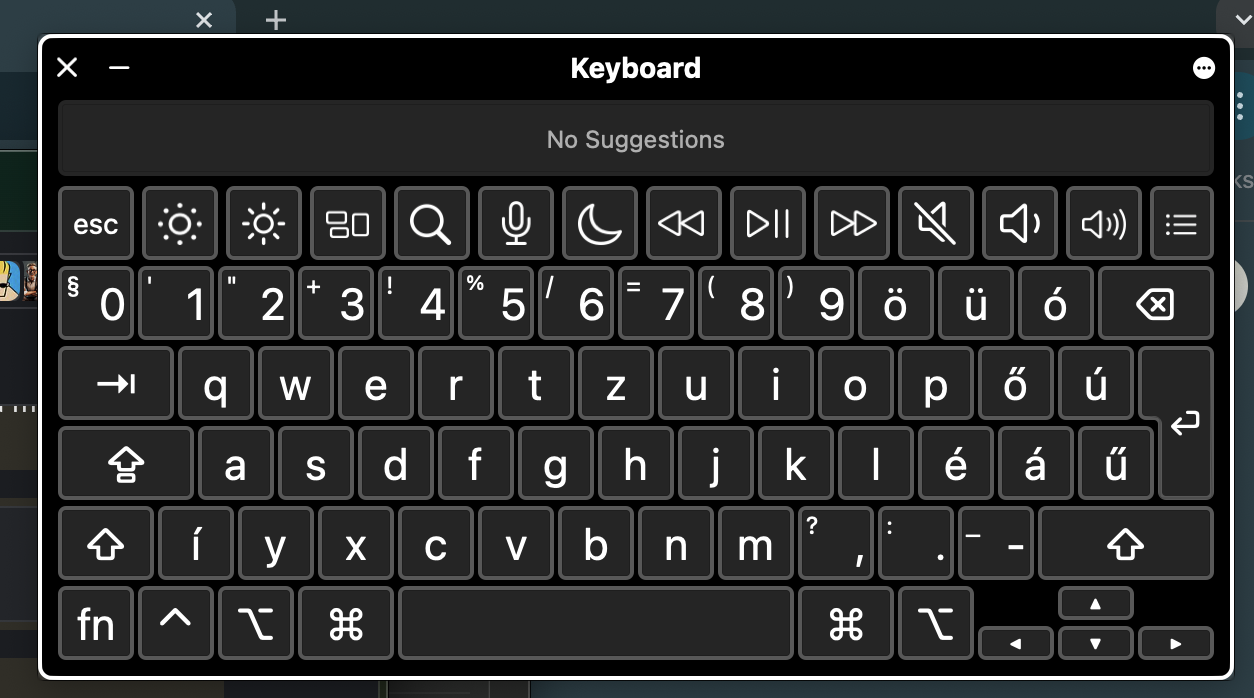 Keyboard
No Suggestions
esc
§ 0 ' 1 " 2 + 3 ! 4 % 5 / 6 = 7 ( 8 ) 9 ö ü ó
q w e r t z u i o p ő ú
a s d f g h j k l é á ű
í y x c v b n m ? , : . _ -
fn ^ ⌥ ⌘ ⌘ ⌥